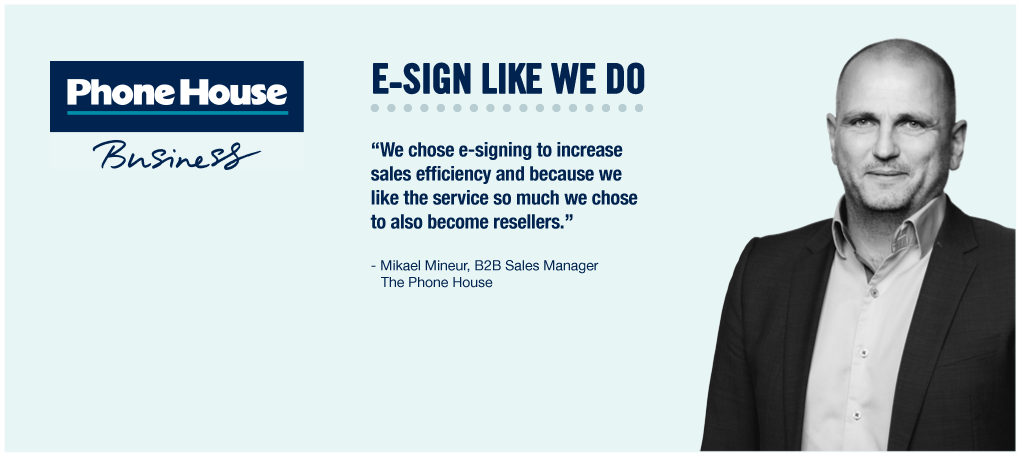 Phone House
Business
E-SIGN LIKE WE DO
“We chose e-signing to increase
sales efficiency and because we
like the service so much we chose
to also become resellers.”
- Mikael Mineur, B2B Sales Manager
The Phone House